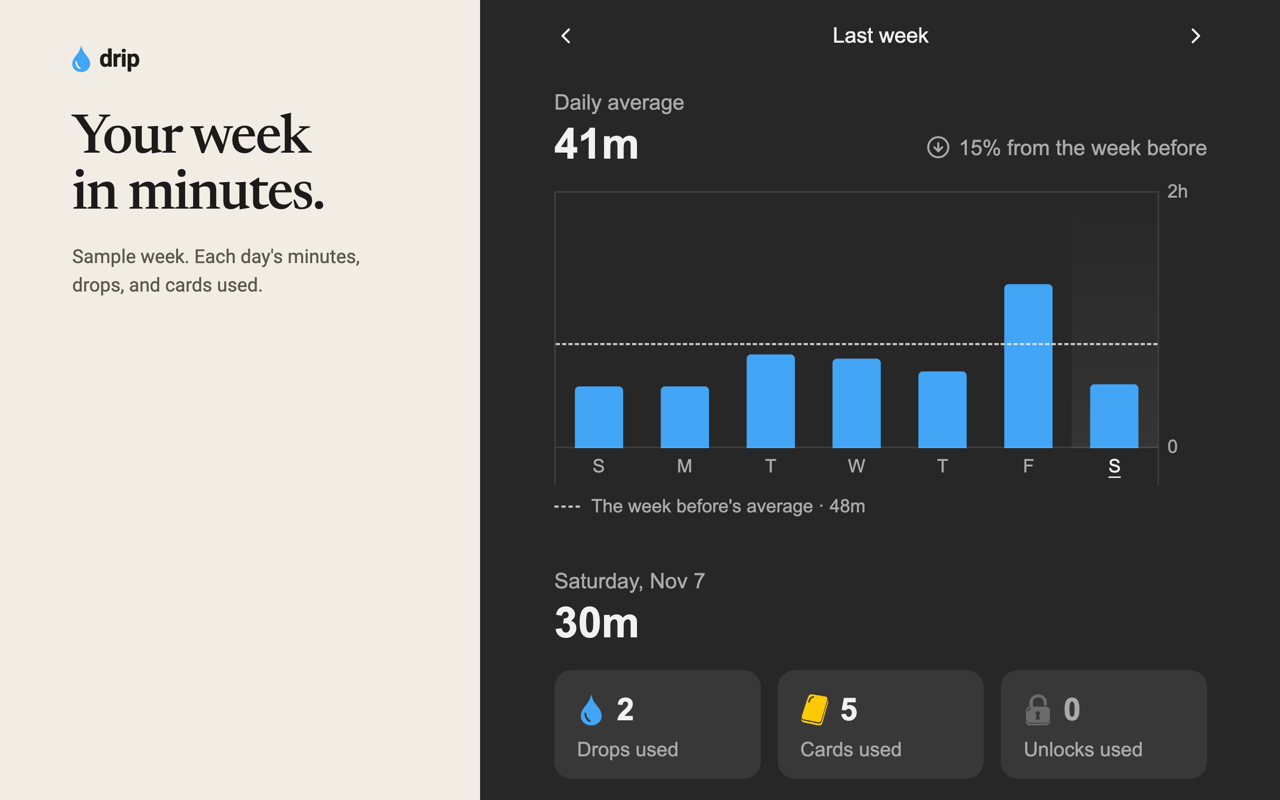 drip
Your week
in minutes.
Sample week. Each day's minutes,
drops, and cards used.
Last week
Daily average
41m
15% from the week before
2h
0
S M T W T F S
The week before's average · 48m
Saturday, Nov 7
30m
2
Drops used
5
Cards used
0
Unlocks used